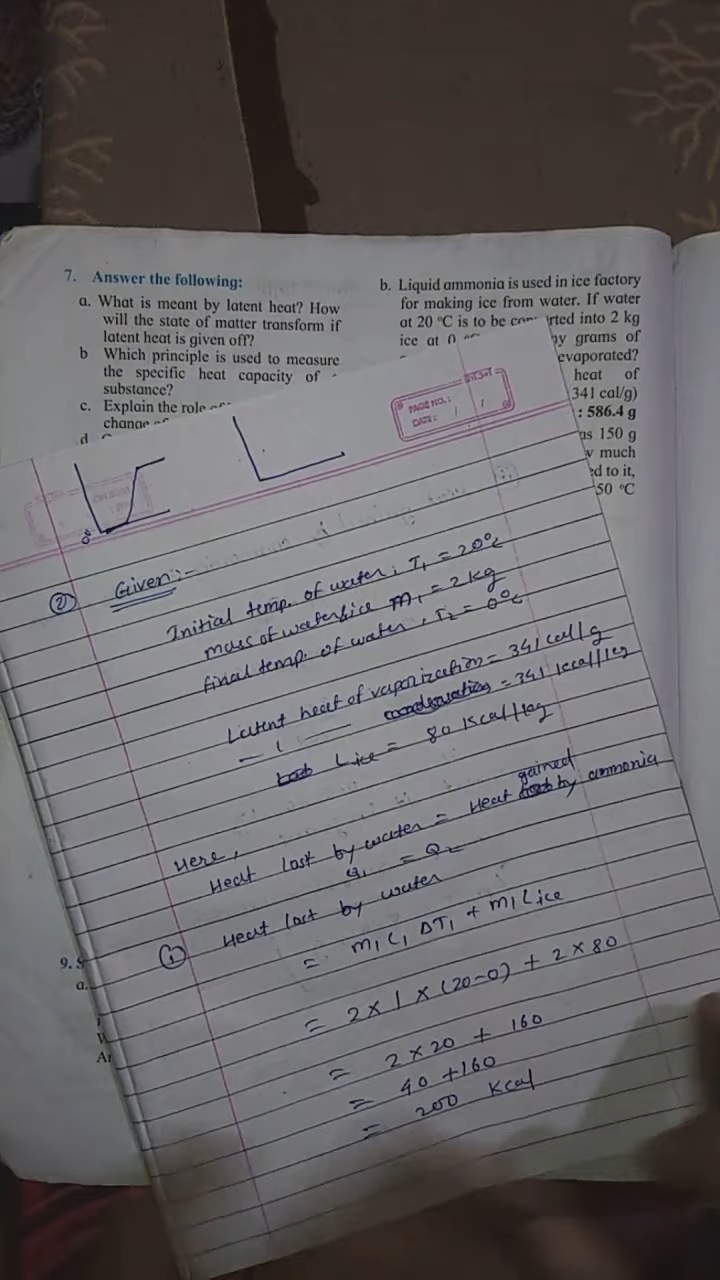 7. Answer the following:
a. What is meant by latent heat? How
will the state of matter transform if
latent heat is given off?
b Which principle is used to measure
the specific heat capacity of
substance?
c. Explain the role
d
b. Liquid ammonia is used in ice factory
for making ice from water. If water
at 20 °C is to be converted into 2 kg
ice at 0
grams of
evaporated?
heat of
341 cal/g)
: 586.4 g
150 g
much
to it,
50 °C
PAGE NO.:
DATE: / /
② Given:-
Initial temp. of water, T₁ = 20°c
mass of water & ice m₁ = 2 kg
final temp. of water, T₂ = 0°c
Latent heat of vaporization = 341 cal/g
= 341 kcal/kg
L ice = 80 Kcal/kg
Here,
Heat lost by water = Heat gained by ammonia
Q₁ = Q₂
① Heat lost by water
= m₁ c₁ ΔT₁ + m₁ L ice
= 2 × 1 × (20-0) + 2 × 80
= 2 × 20 + 160
= 40 + 160
= 200 Kcal
9.
a.